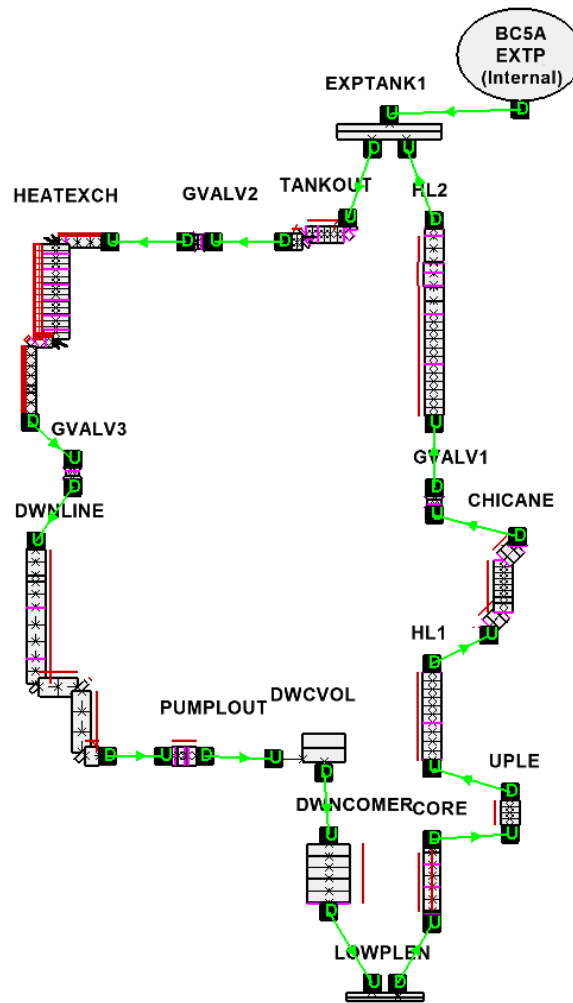 BC5A
EXTP
(Internal)
EXPTANK1
U D
D U
TANKOUT HL2
HEATEXCH GVALV2
U D
U D U D
D U
GVALV3
GVALV1
U
D D
CHICANE
DWNLINE U
U D
HL1 U
D
DWCVOL
PUMPLOUT
D U D U
UPLE
D U
D
DWNCOMER CORE
U D U
D U
LOWPLEN
U D